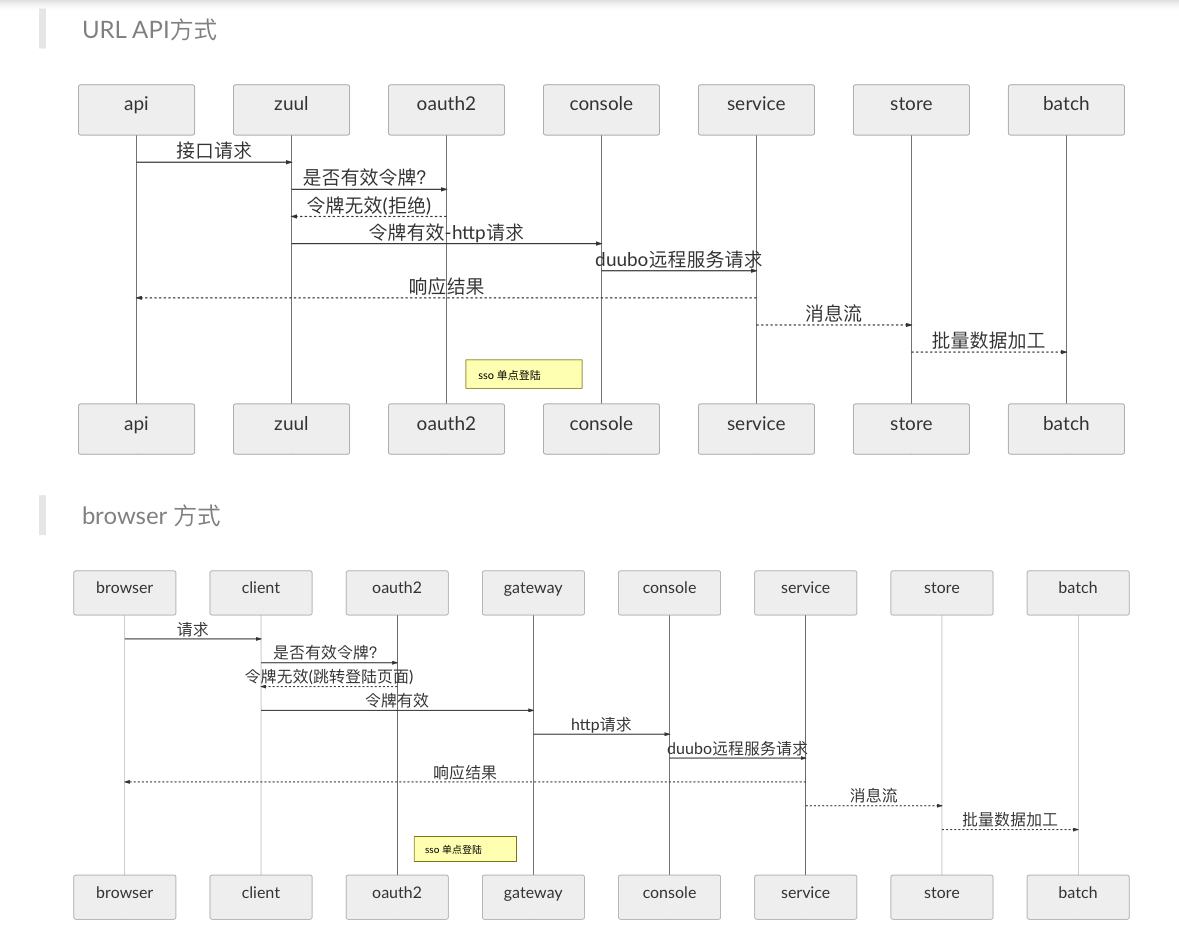 URL API方式
api zuul oauth2 console service store batch
接口请求
是否有效令牌?
令牌无效(拒绝)
令牌有效-http请求
duubo远程服务请求
响应结果
消息流
批量数据加工
sso 单点登陆
api zuul oauth2 console service store batch
browser 方式
browser client oauth2 gateway console service store batch
请求
是否有效令牌?
令牌无效(跳转登陆页面)
令牌有效
http请求
duubo远程服务请求
响应结果
消息流
批量数据加工
sso 单点登陆
browser client oauth2 gateway console service store batch